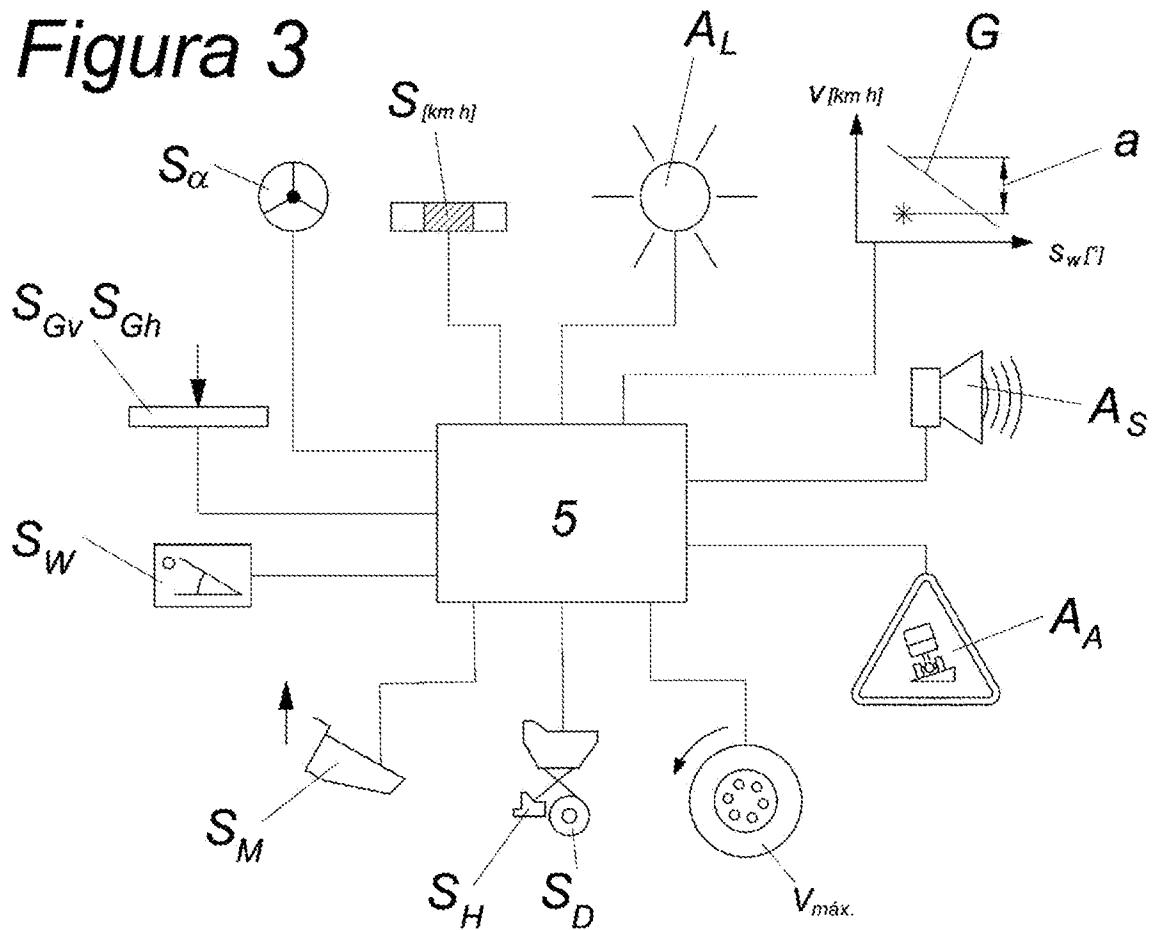 Figura 3
A_L
G
S [km h]
V [km h]
a
S_α
s_w [°]
S_Gv S_Gh
A_S
5
S_W
A_A
S_M
S_H
S_D
V_máx.